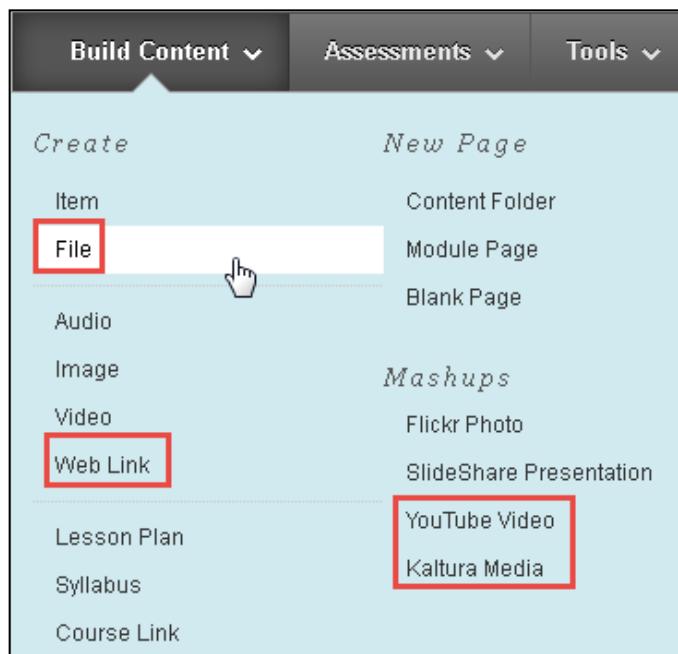 Build Content Assessments Tools
Create
Item
File
Audio
Image
Video
Web Link
Lesson Plan
Syllabus
Course Link
New Page
Content Folder
Module Page
Blank Page
Mashups
Flickr Photo
SlideShare Presentation
YouTube Video
Kaltura Media